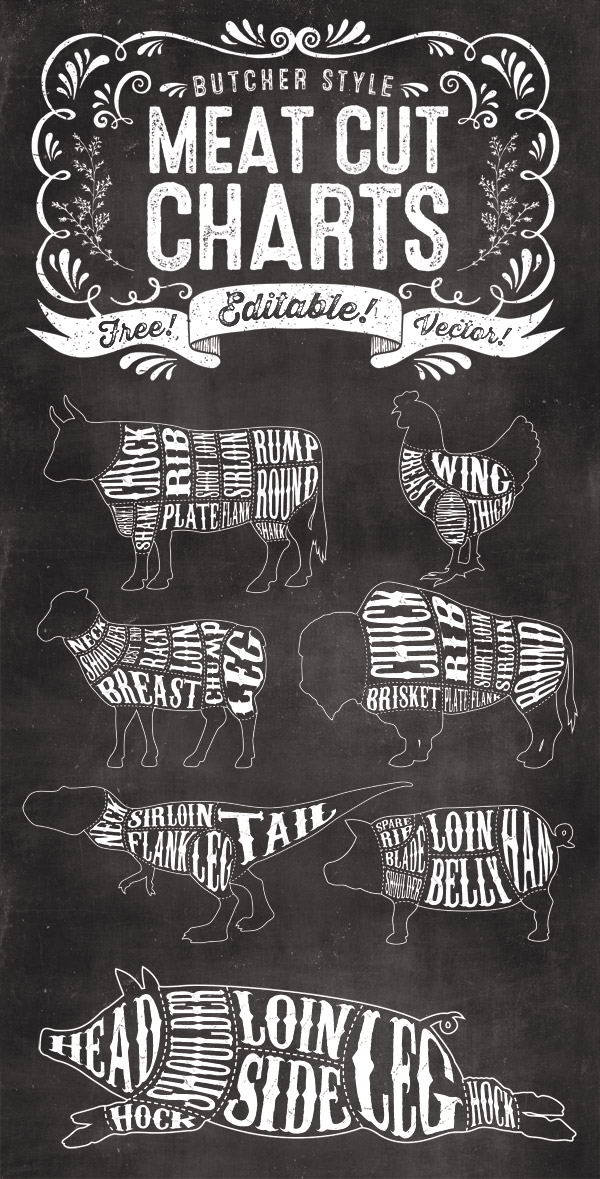 BUTCHER STYLE
MEAT CUT
CHARTS
Free! Editable! Vector!
CHUCK
RIB
SHORT LOIN
SIRLOIN
RUMP
ROUND
BRISKET
SHANK
PLATE
FLANK
SHANK
BREAST
WING
THIGH
NECK
SHOULDER
BEST END
RACK
LOIN
CHUMP
LEG
BREAST
CHUCK
RIB
SHORT LOIN
SIRLOIN
ROUND
BRISKET
PLATE
FLANK
NECK
SIRLOIN
FLANK
LEG
TAIL
SPARE
RIB
BLADE
SHOULDER
LOIN
BELLY
HAM
HEAD
SHOULDER
LOIN
SIDE
LEG
HOCK
HOCK